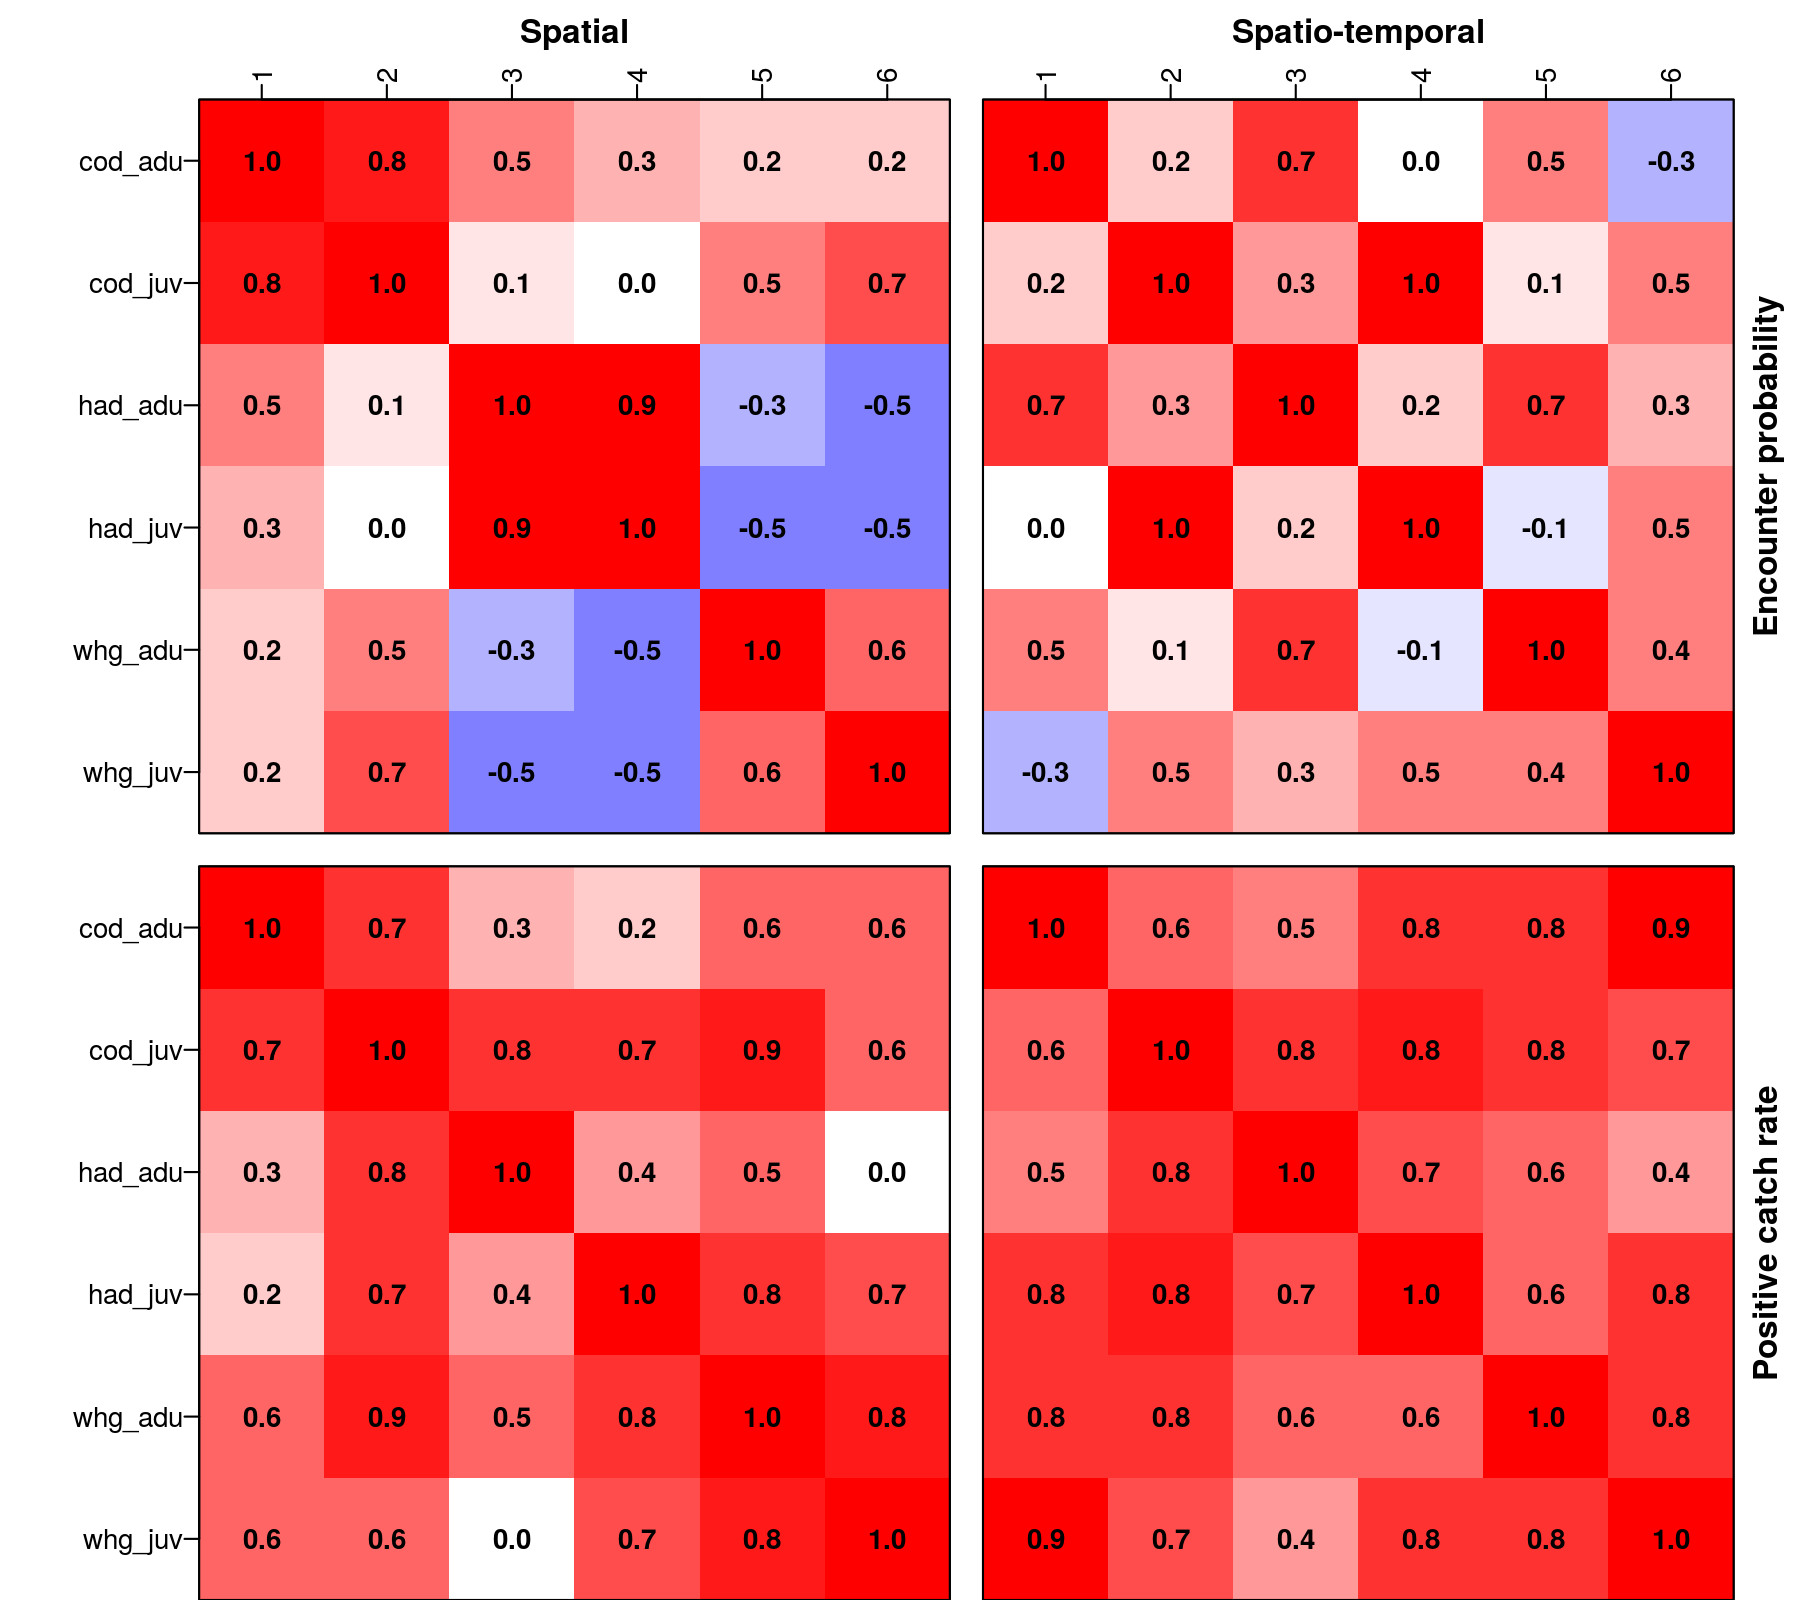 Spatial Spatio-temporal
1 2 3 4 5 6 1 2 3 4 5 6
cod_adu 1.0 0.8 0.5 0.3 0.2 0.2 1.0 0.2 0.7 0.0 0.5 -0.3
cod_juv 0.8 1.0 0.1 0.0 0.5 0.7 0.2 1.0 0.3 1.0 0.1 0.5
had_adu 0.5 0.1 1.0 0.9 -0.3 -0.5 0.7 0.3 1.0 0.2 0.7 0.3
had_juv 0.3 0.0 0.9 1.0 -0.5 -0.5 0.0 1.0 0.2 1.0 -0.1 0.5
whg_adu 0.2 0.5 -0.3 -0.5 1.0 0.6 0.5 0.1 0.7 -0.1 1.0 0.4
whg_juv 0.2 0.7 -0.5 -0.5 0.6 1.0 -0.3 0.5 0.3 0.5 0.4 1.0
Encounter probability
cod_adu 1.0 0.7 0.3 0.2 0.6 0.6 1.0 0.6 0.5 0.8 0.8 0.9
cod_juv 0.7 1.0 0.8 0.7 0.9 0.6 0.6 1.0 0.8 0.8 0.8 0.7
had_adu 0.3 0.8 1.0 0.4 0.5 0.0 0.5 0.8 1.0 0.7 0.6 0.4
had_juv 0.2 0.7 0.4 1.0 0.8 0.7 0.8 0.8 0.7 1.0 0.6 0.8
whg_adu 0.6 0.9 0.5 0.8 1.0 0.8 0.8 0.8 0.6 0.6 1.0 0.8
whg_juv 0.6 0.6 0.0 0.7 0.8 1.0 0.9 0.7 0.4 0.8 0.8 1.0
Positive catch rate